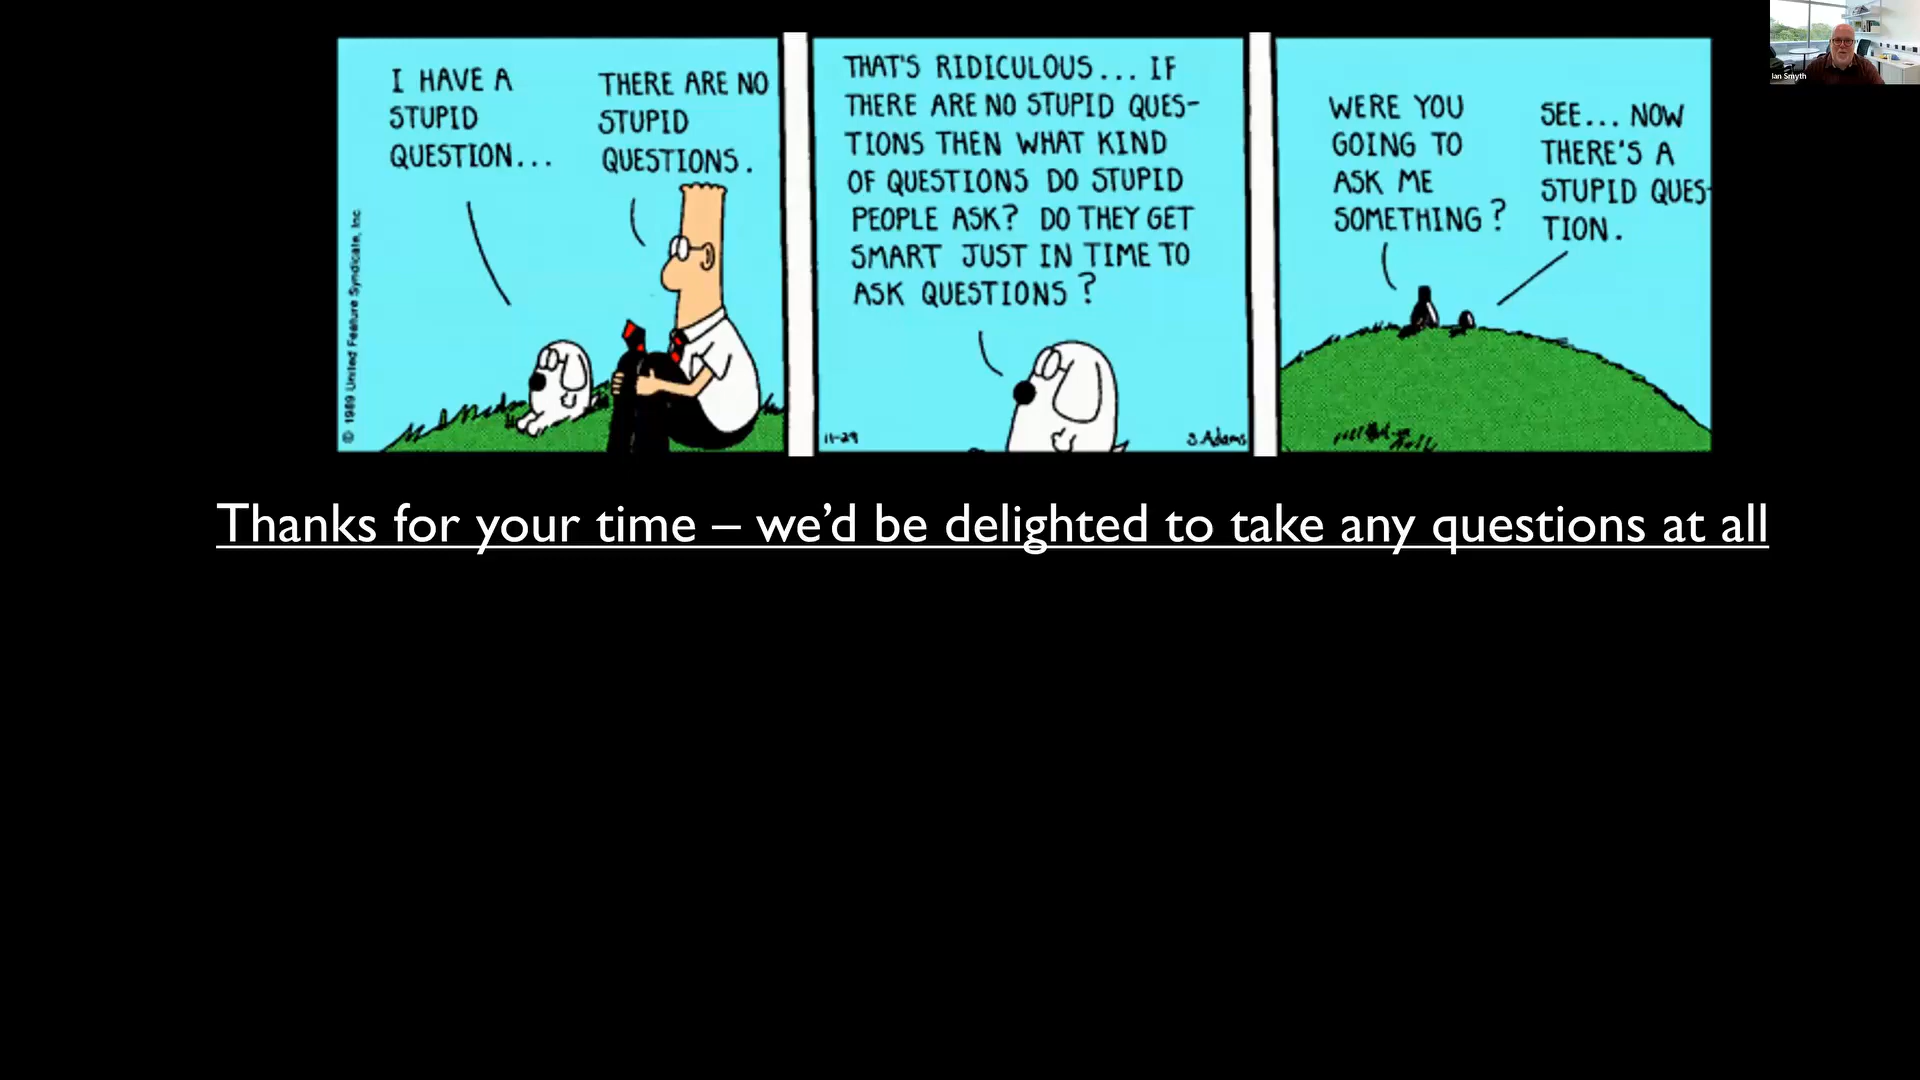 I HAVE A
STUPID
QUESTION...
THERE ARE NO
STUPID
QUESTIONS.
© 1989 United Feature Syndicate, Inc.
THAT'S RIDICULOUS... IF
THERE ARE NO STUPID QUES-
TIONS THEN WHAT KIND
OF QUESTIONS DO STUPID
PEOPLE ASK? DO THEY GET
SMART JUST IN TIME TO
ASK QUESTIONS?
11-29
S. Adams
WERE YOU
GOING TO
ASK ME
SOMETHING?
SEE... NOW
THERE'S A
STUPID QUES-
TION.
Ian Smyth
Thanks for your time – we’d be delighted to take any questions at all